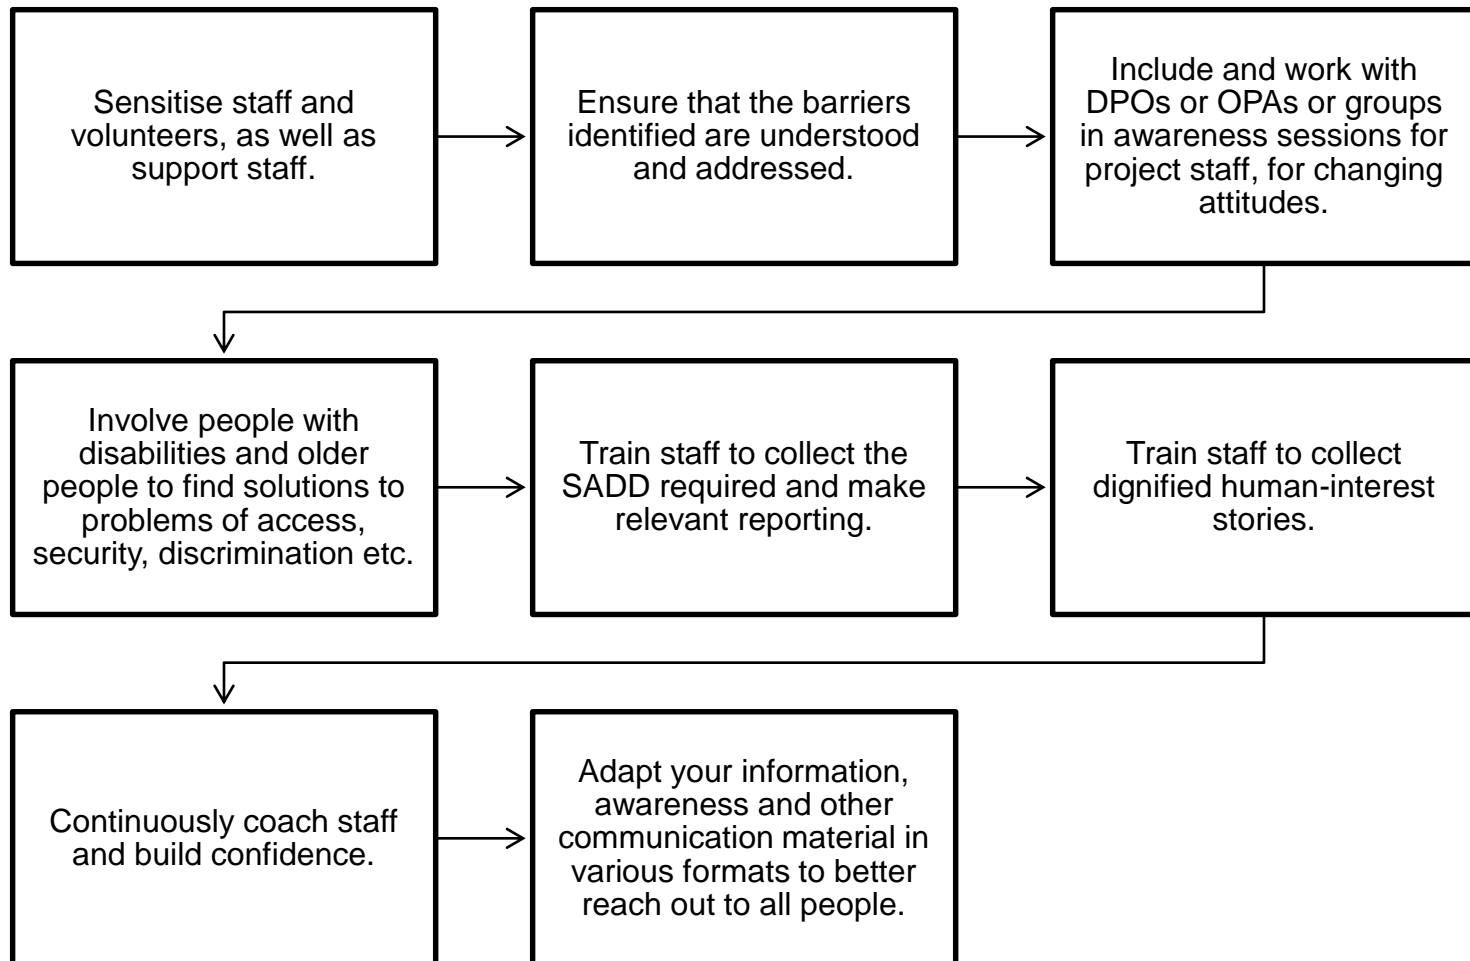 Sensitise staff and
volunteers, as well as
support staff.
Ensure that the barriers
identified are understood
and addressed.
Include and work with
DPOs or OPAs or groups
in awareness sessions for
project staff, for changing
attitudes.
Involve people with
disabilities and older
people to find solutions to
problems of access,
security, discrimination etc.
Train staff to collect the
SADD required and make
relevant reporting.
Train staff to collect
dignified human-interest
stories.
Continuously coach staff
and build confidence.
Adapt your information,
awareness and other
communication material in
various formats to better
reach out to all people.